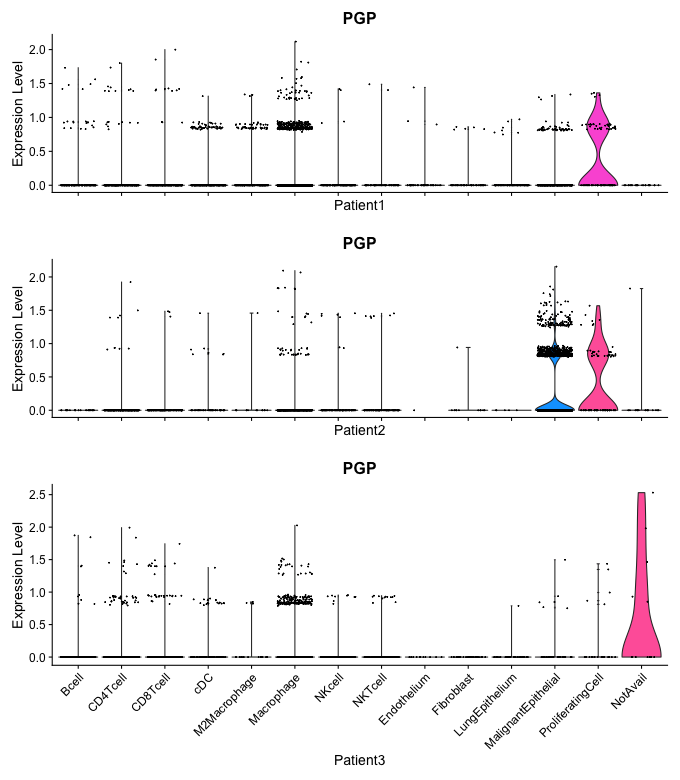 PGP
Expression Level
2.0
1.5
1.0
0.5
0.0
Patient1
PGP
Expression Level
2.0
1.5
1.0
0.5
0.0
Patient2
PGP
Expression Level
2.5
2.0
1.5
1.0
0.5
0.0
Bcell
CD4Tcell
CD8Tcell
cDC
M2Macrophage
Macrophage
NKcell
NKTcell
Endothelium
Fibroblast
LungEpithelium
MalignantEpithelial
ProliferatingCell
NotAvail
Patient3